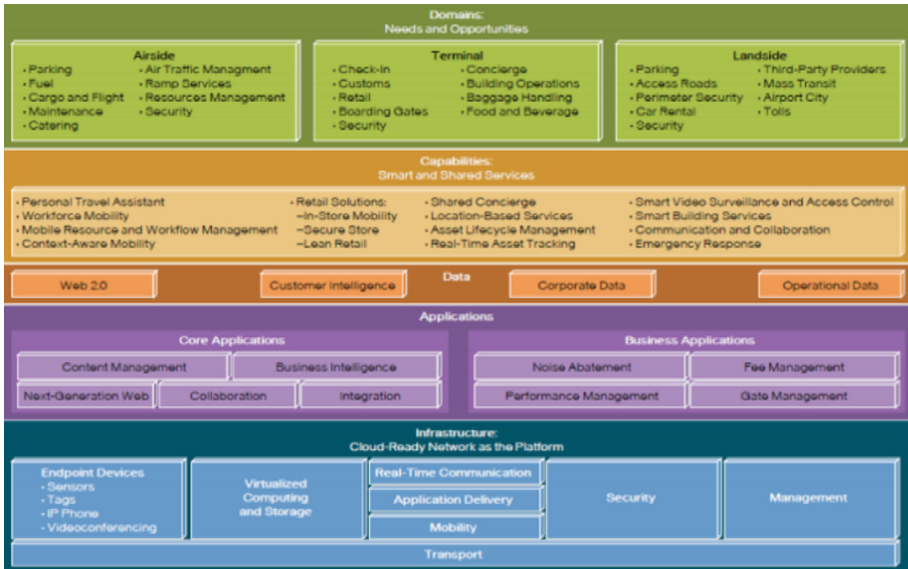 Domains:
Needs and Opportunities
Airside
• Parking
• Fuel
• Cargo and Flight
• Maintenance
• Catering
• Air Traffic Managment
• Ramp Services
• Resources Management
• Security
Terminal
• Check-In
• Customs
• Retail
• Boarding Gates
• Security
• Concierge
• Building Operations
• Baggage Handling
• Food and Beverage
Landside
• Parking
• Access Roads
• Perimeter Security
• Car Rental
• Security
• Third-Party Providers
• Mass Transit
• Airport City
• Tolls
Capabilities:
Smart and Shared Services
• Personal Travel Assistant
• Workforce Mobility
• Mobile Resource and Workflow Management
• Context-Aware Mobility
• Retail Solutions:
–In-Store Mobility
–Secure Store
–Lean Retail
• Shared Concierge
• Location-Based Services
• Asset Lifecycle Management
• Real-Time Asset Tracking
• Smart Video Surveillance and Access Control
• Smart Building Services
• Communication and Collaboration
• Emergency Response
Data
Web 2.0
Customer Intelligence
Corporate Data
Operational Data
Applications
Core Applications
Content Management
Business Intelligence
Next-Generation Web
Collaboration
Integration
Business Applications
Noise Abatement
Fee Management
Performance Management
Gate Management
Infrastructure:
Cloud-Ready Network as the Platform
Endpoint Devices
• Sensors
• Tags
• IP Phone
• Videoconferencing
Virtualized
Computing
and Storage
Real-Time Communication
Application Delivery
Mobility
Security
Management
Transport